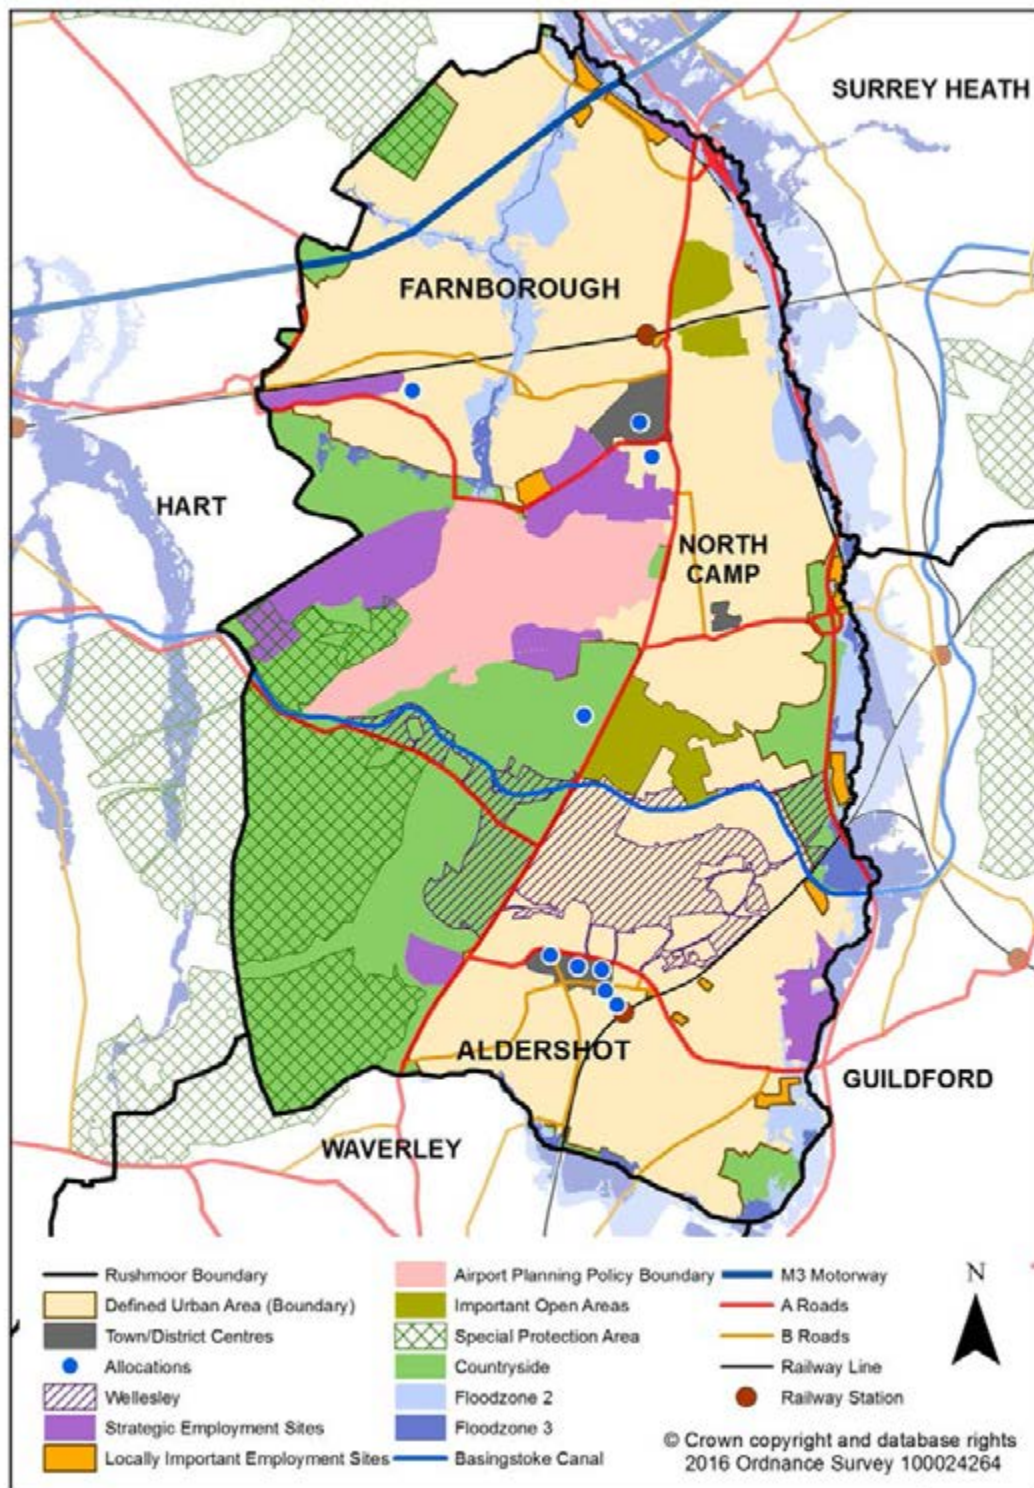 SURREY HEATH
FARNBOROUGH
HART
NORTH
CAMP
ALDERSHOT
GUILDFORD
WAVERLEY
Rushmoor Boundary
Defined Urban Area (Boundary)
Town/District Centres
Allocations
Wellesley
Strategic Employment Sites
Locally Important Employment Sites
Airport Planning Policy Boundary
Important Open Areas
Special Protection Area
Countryside
Floodzone 2
Floodzone 3
Basingstoke Canal
M3 Motorway
A Roads
B Roads
Railway Line
Railway Station
N
© Crown copyright and database rights
2016 Ordnance Survey 100024264